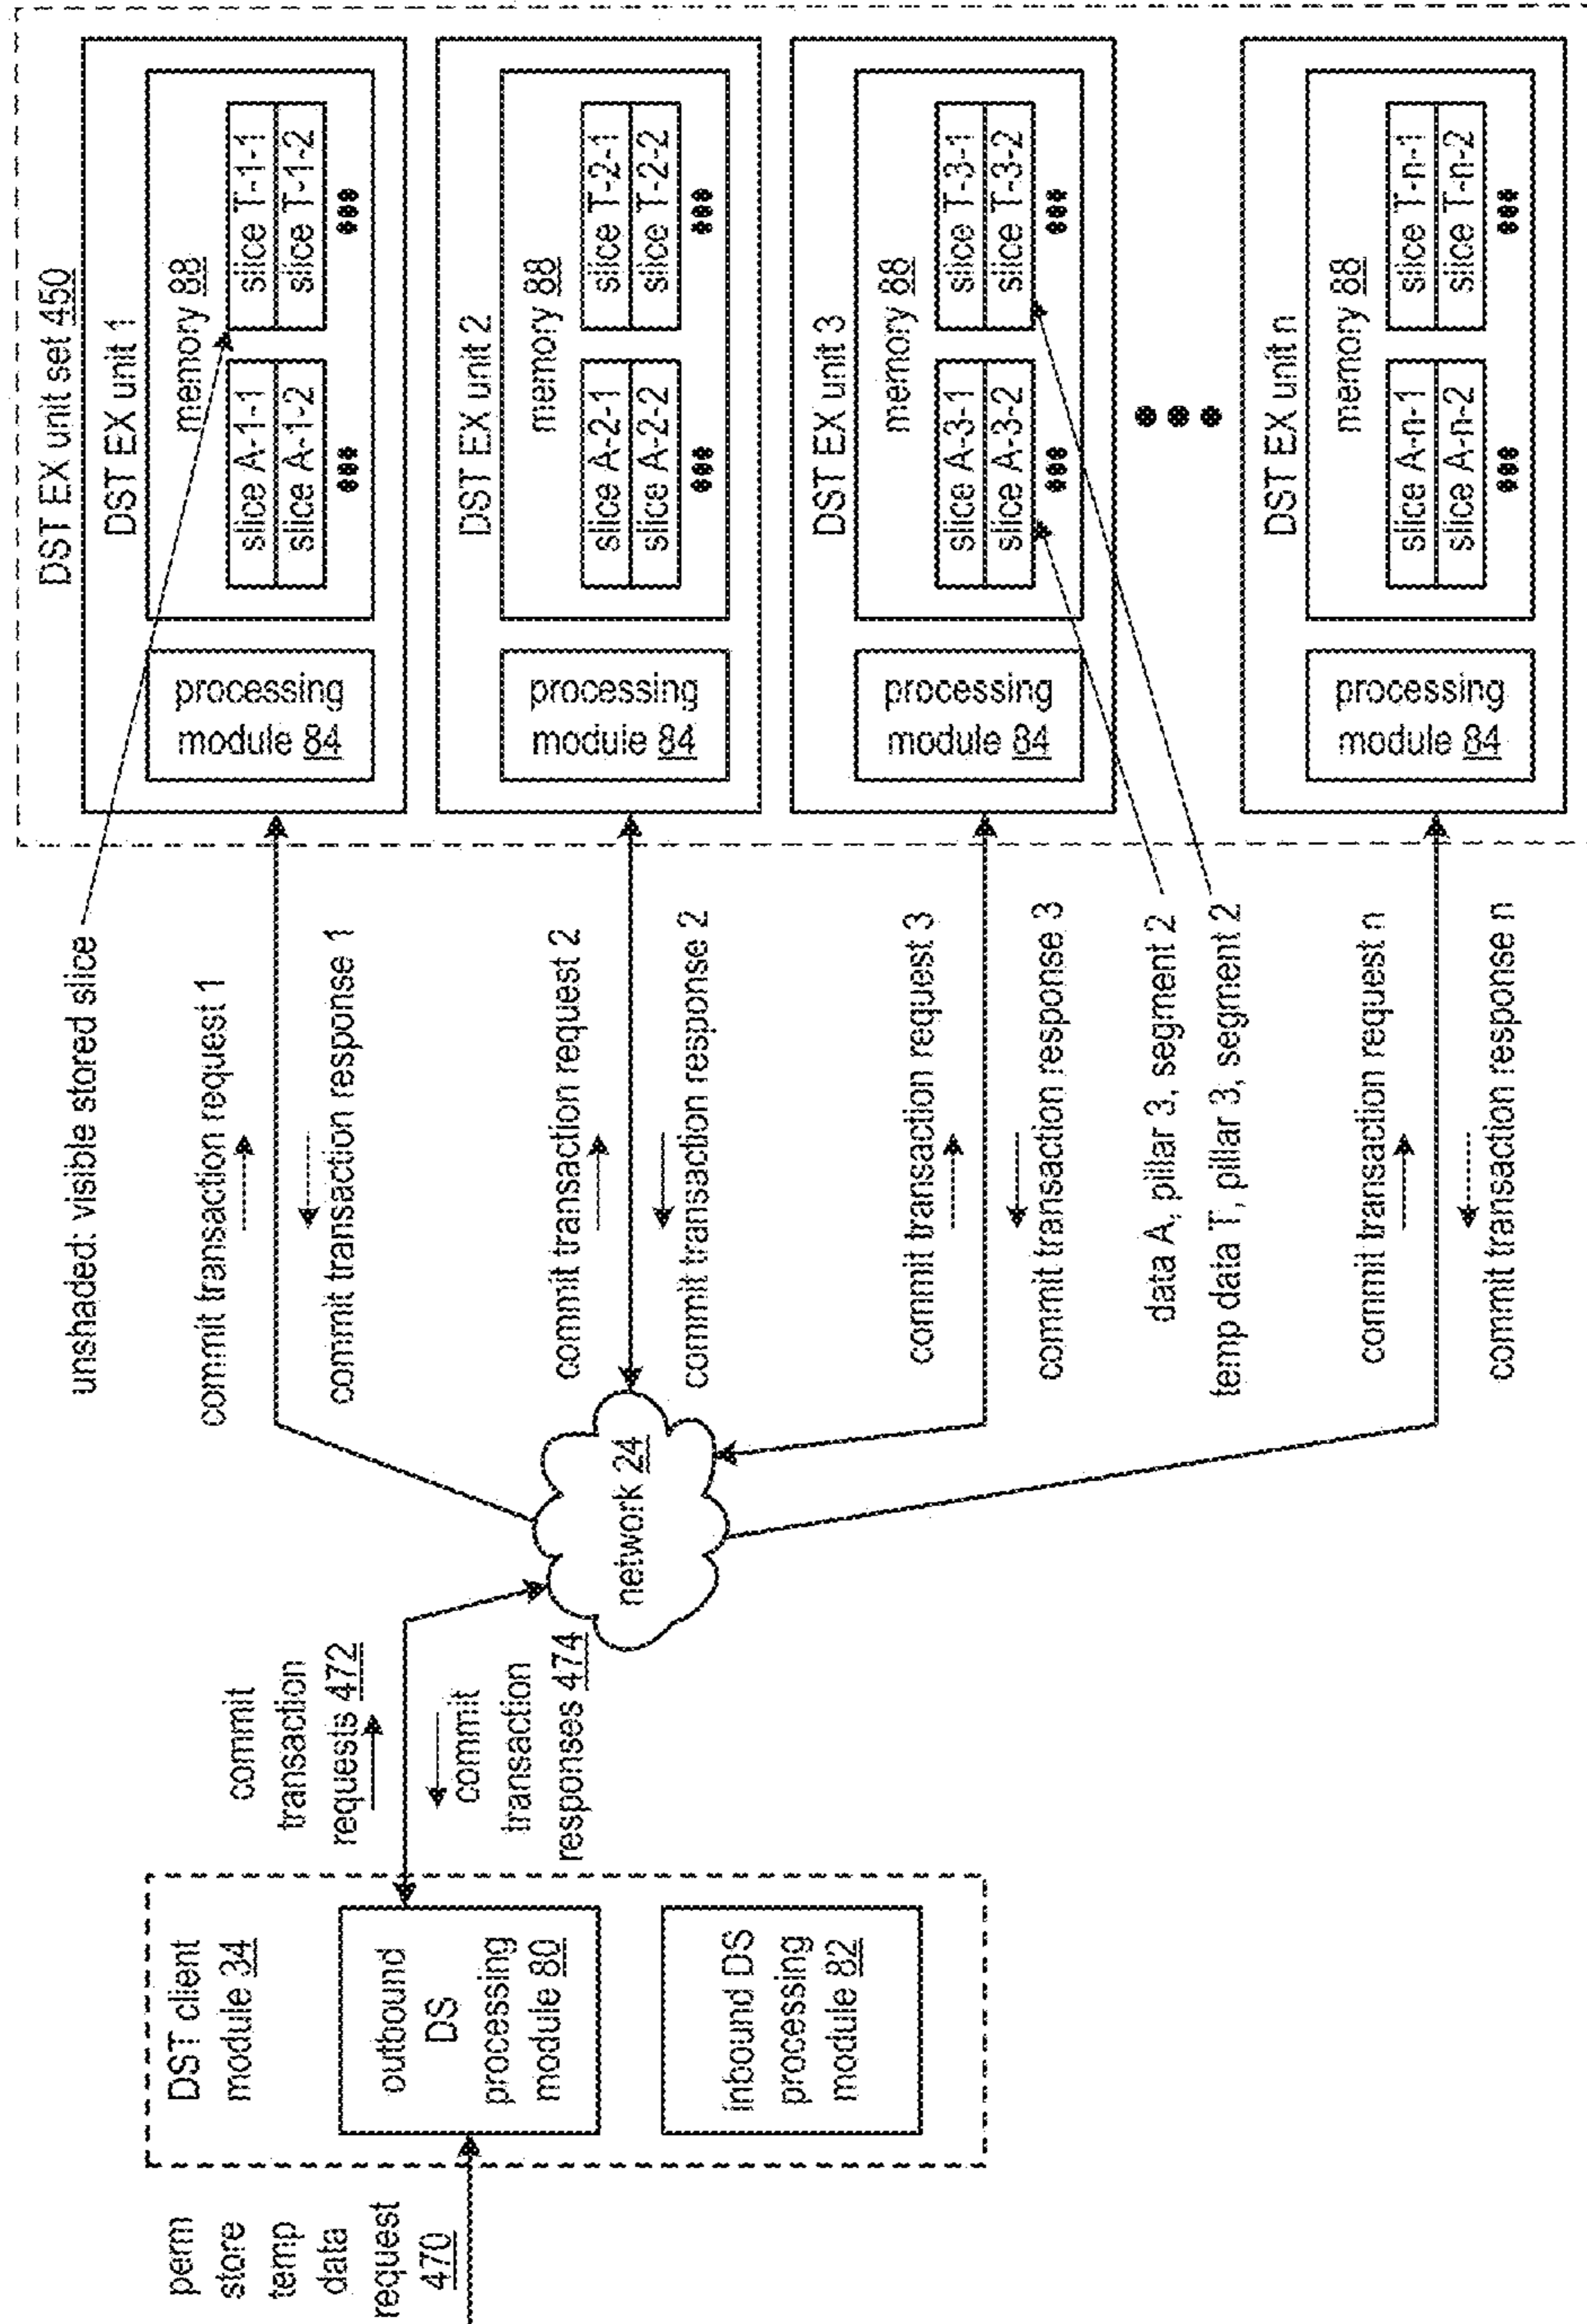 perm
store
temp
data
request
470
DST client
module 34
outbound
DS
processing
module 80
inbound DS
processing
module 82
commit
transaction
requests 472
commit
transaction
responses 474
network 24
unshaded: visible stored slice
commit transaction request 1
commit transaction response 1
commit transaction request 2
commit transaction response 2
commit transaction request 3
commit transaction response 3
data A, pillar 3, segment 2
temp data T, pillar 3, segment 2
commit transaction request n
commit transaction response n
DST EX unit set 450
DST EX unit 1
processing
module 84
memory 88
slice A-1-1
slice A-1-2
slice T-1-1
slice T-1-2
DST EX unit 2
processing
module 84
memory 88
slice A-2-1
slice A-2-2
slice T-2-1
slice T-2-2
DST EX unit 3
processing
module 84
memory 88
slice A-3-1
slice A-3-2
slice T-3-1
slice T-3-2
DST EX unit n
processing
module 84
memory 88
slice A-n-1
slice A-n-2
slice T-n-1
slice T-n-2